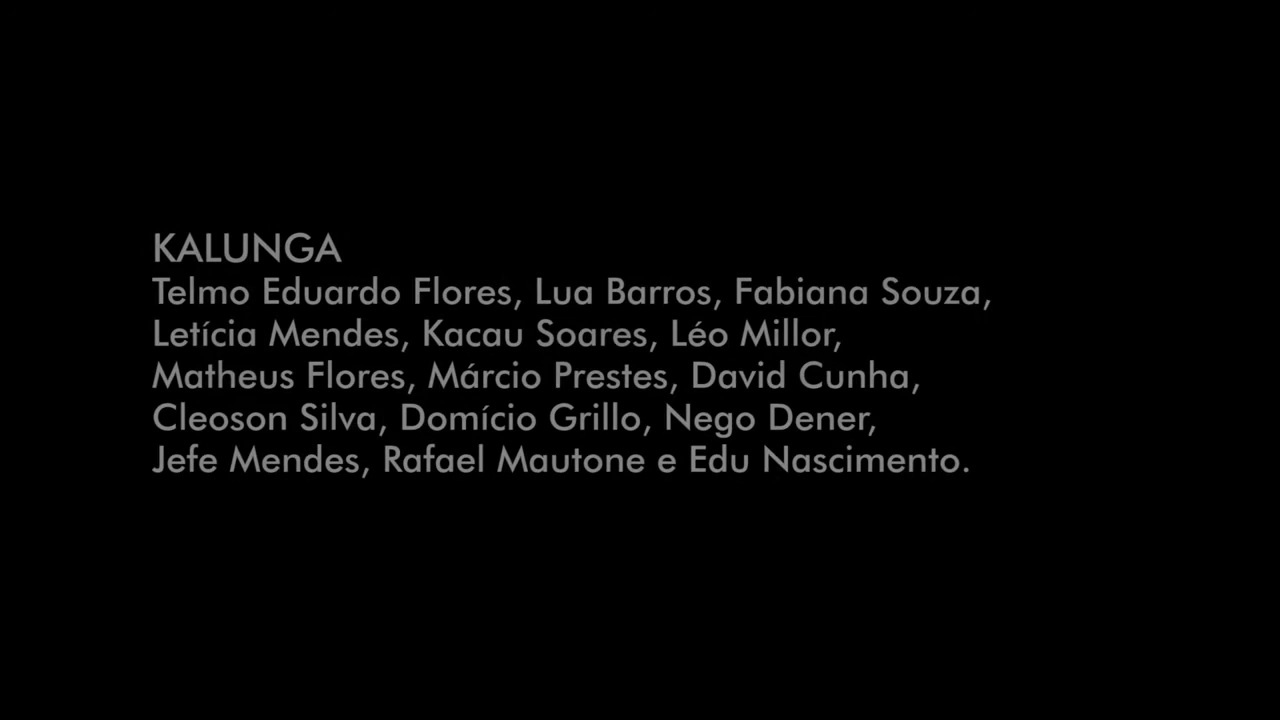 KALUNGA
Telmo Eduardo Flores, Lua Barros, Fabiana Souza,
Letícia Mendes, Kacau Soares, Léo Millor,
Matheus Flores, Márcio Prestes, David Cunha,
Cleoson Silva, Domício Grillo, Nego Dener,
Jefe Mendes, Rafael Mautone e Edu Nascimento.